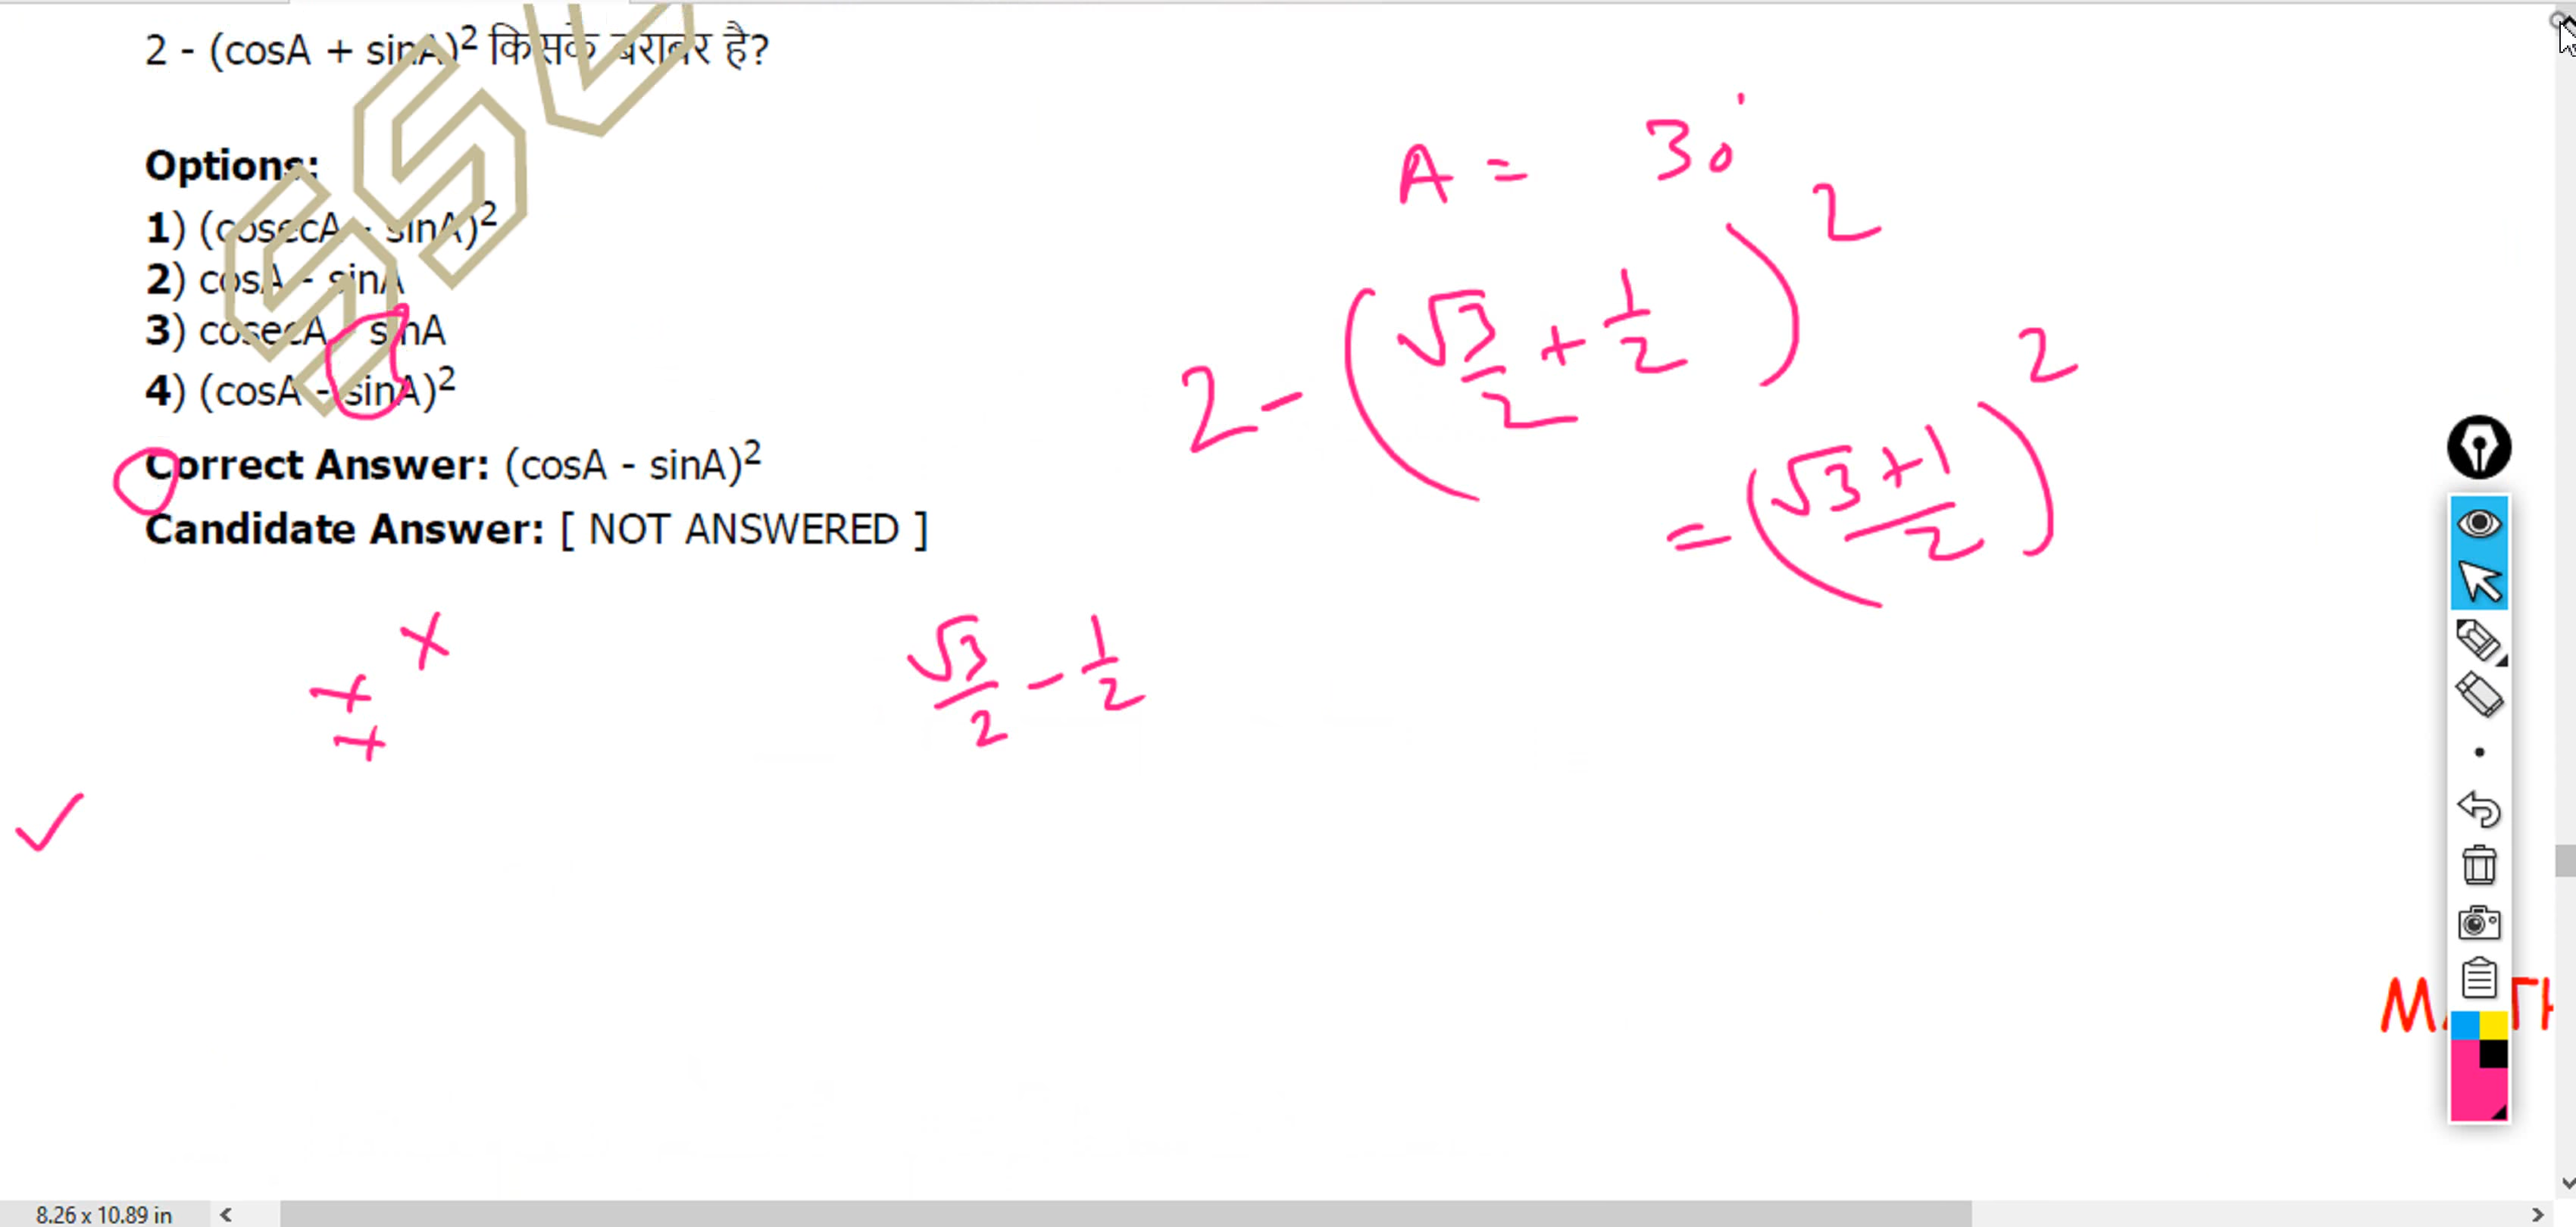 2 - (cosA + sinA)² किसके बराबर है?
Options:
1) (cosecA - sinA)²
2) cosA - sinA
3) cosecA - sinA
4) (cosA - sinA)²
Correct Answer: (cosA - sinA)²
Candidate Answer: [ NOT ANSWERED ]
A = 30°
2 - (√3/2 + 1/2)²
= (√3+1/2)²
√3/2 - 1/2
8.26 x 10.89 in